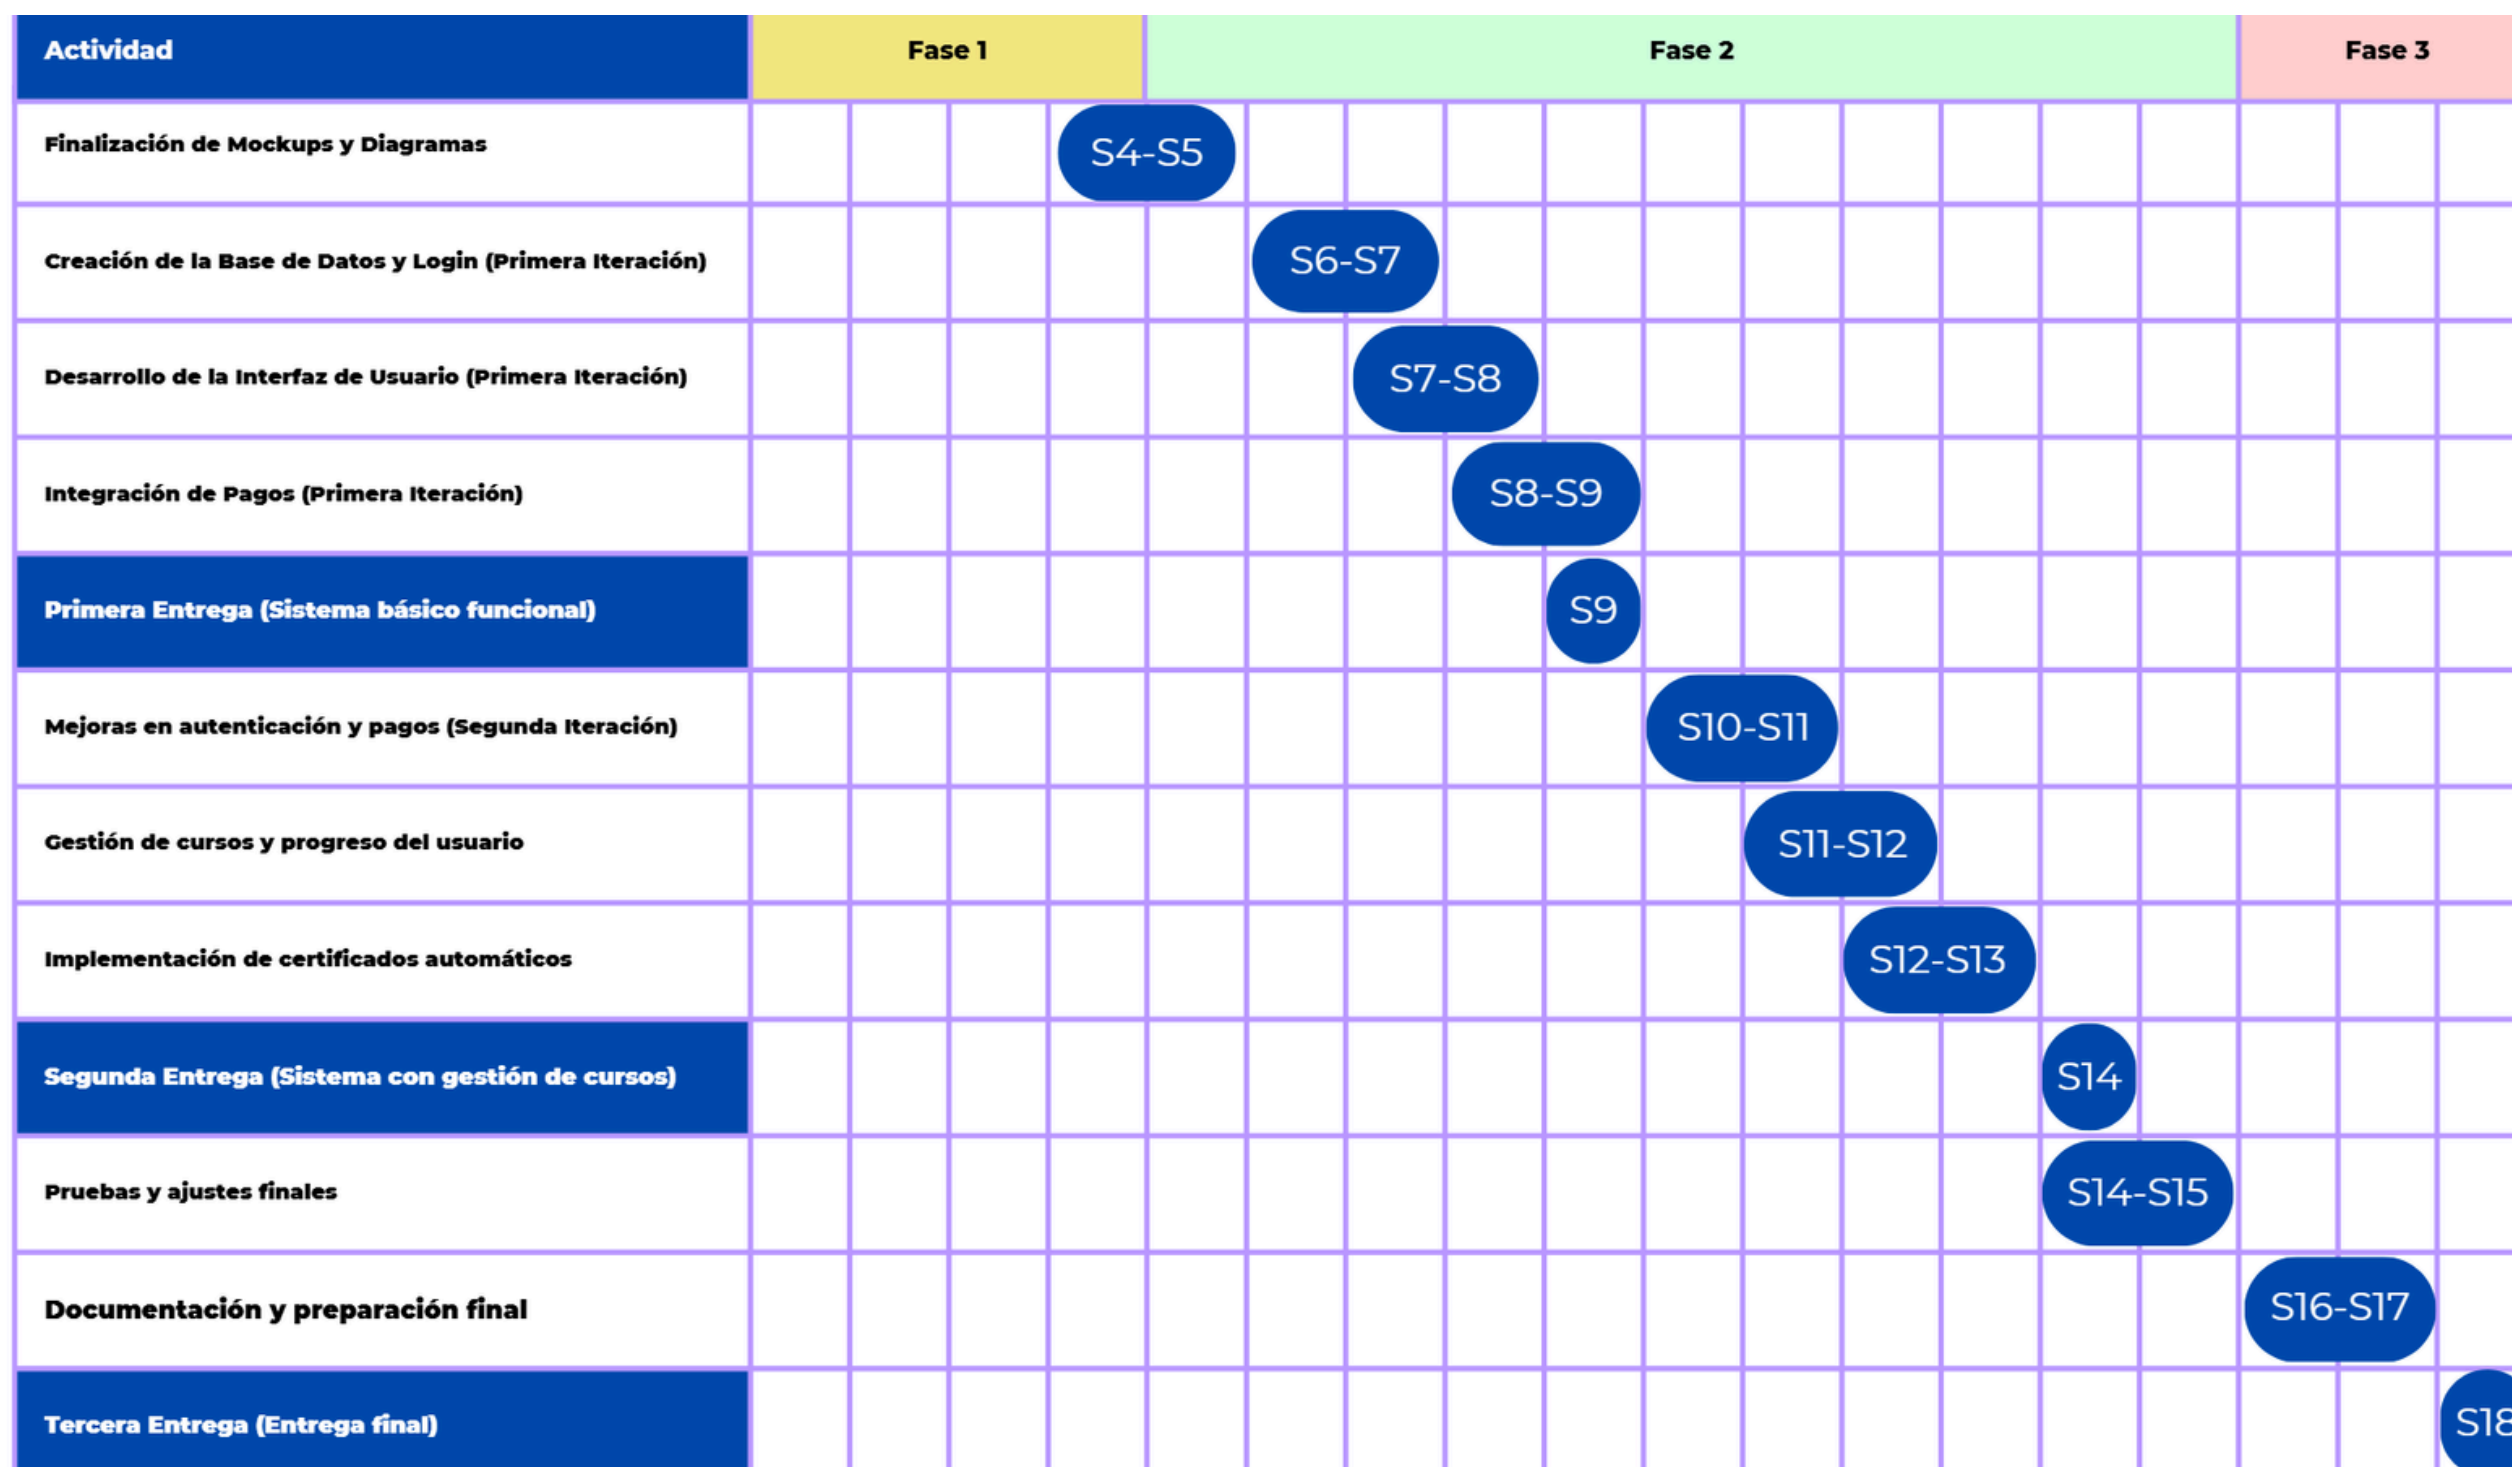 Actividad
Fase 1
Fase 2
Fase 3
Finalización de Mockups y Diagramas
S4-S5
Creación de la Base de Datos y Login (Primera Iteración)
S6-S7
Desarrollo de la Interfaz de Usuario (Primera Iteración)
S7-S8
Integración de Pagos (Primera Iteración)
S8-S9
Primera Entrega (Sistema básico funcional)
S9
Mejoras en autenticación y pagos (Segunda Iteración)
S10-S11
Gestión de cursos y progreso del usuario
S11-S12
Implementación de certificados automáticos
S12-S13
Segunda Entrega (Sistema con gestión de cursos)
S14
Pruebas y ajustes finales
S14-S15
Documentación y preparación final
S16-S17
Tercera Entrega (Entrega final)
S18